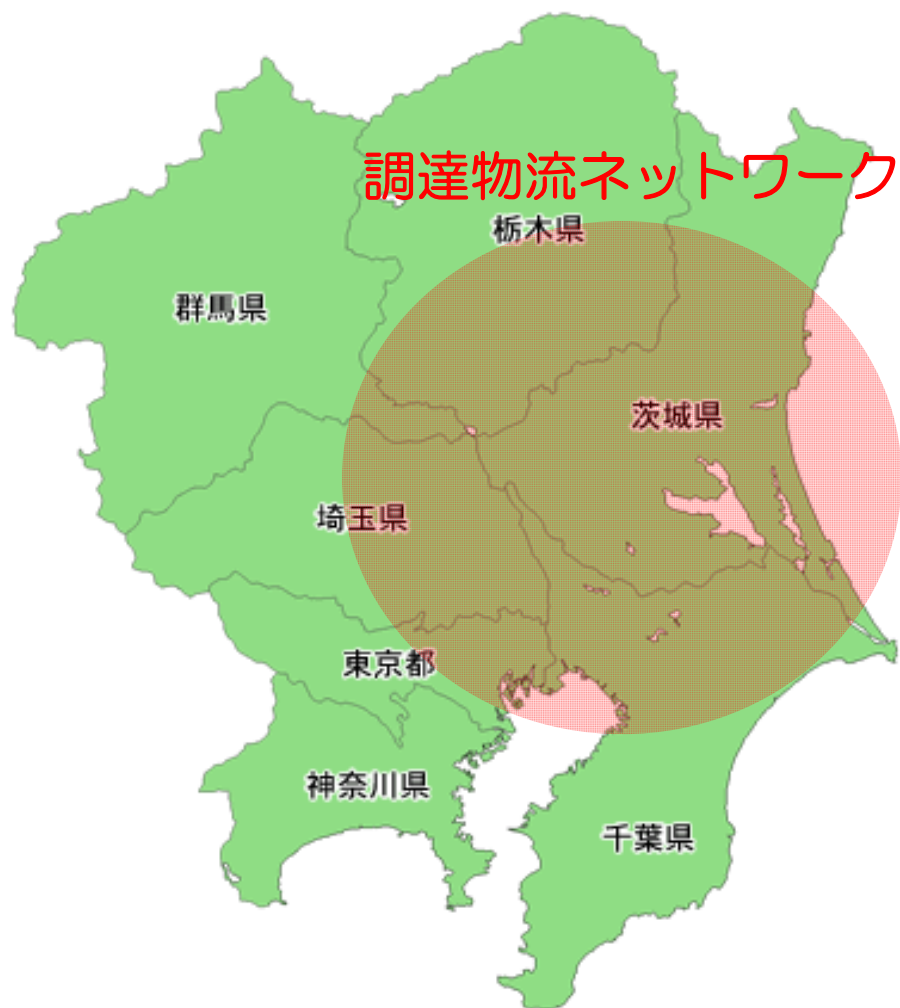 調達物流ネットワーク
栃木県
群馬県
茨城県
埼玉県
東京都
神奈川県
千葉県